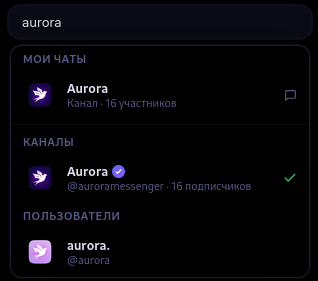 aurora
МОИ ЧАТЫ
Aurora
Канал · 16 участников
КАНАЛЫ
Aurora
@auroramessenger · 16 подписчиков
ПОЛЬЗОВАТЕЛИ
aurora.
@aurora